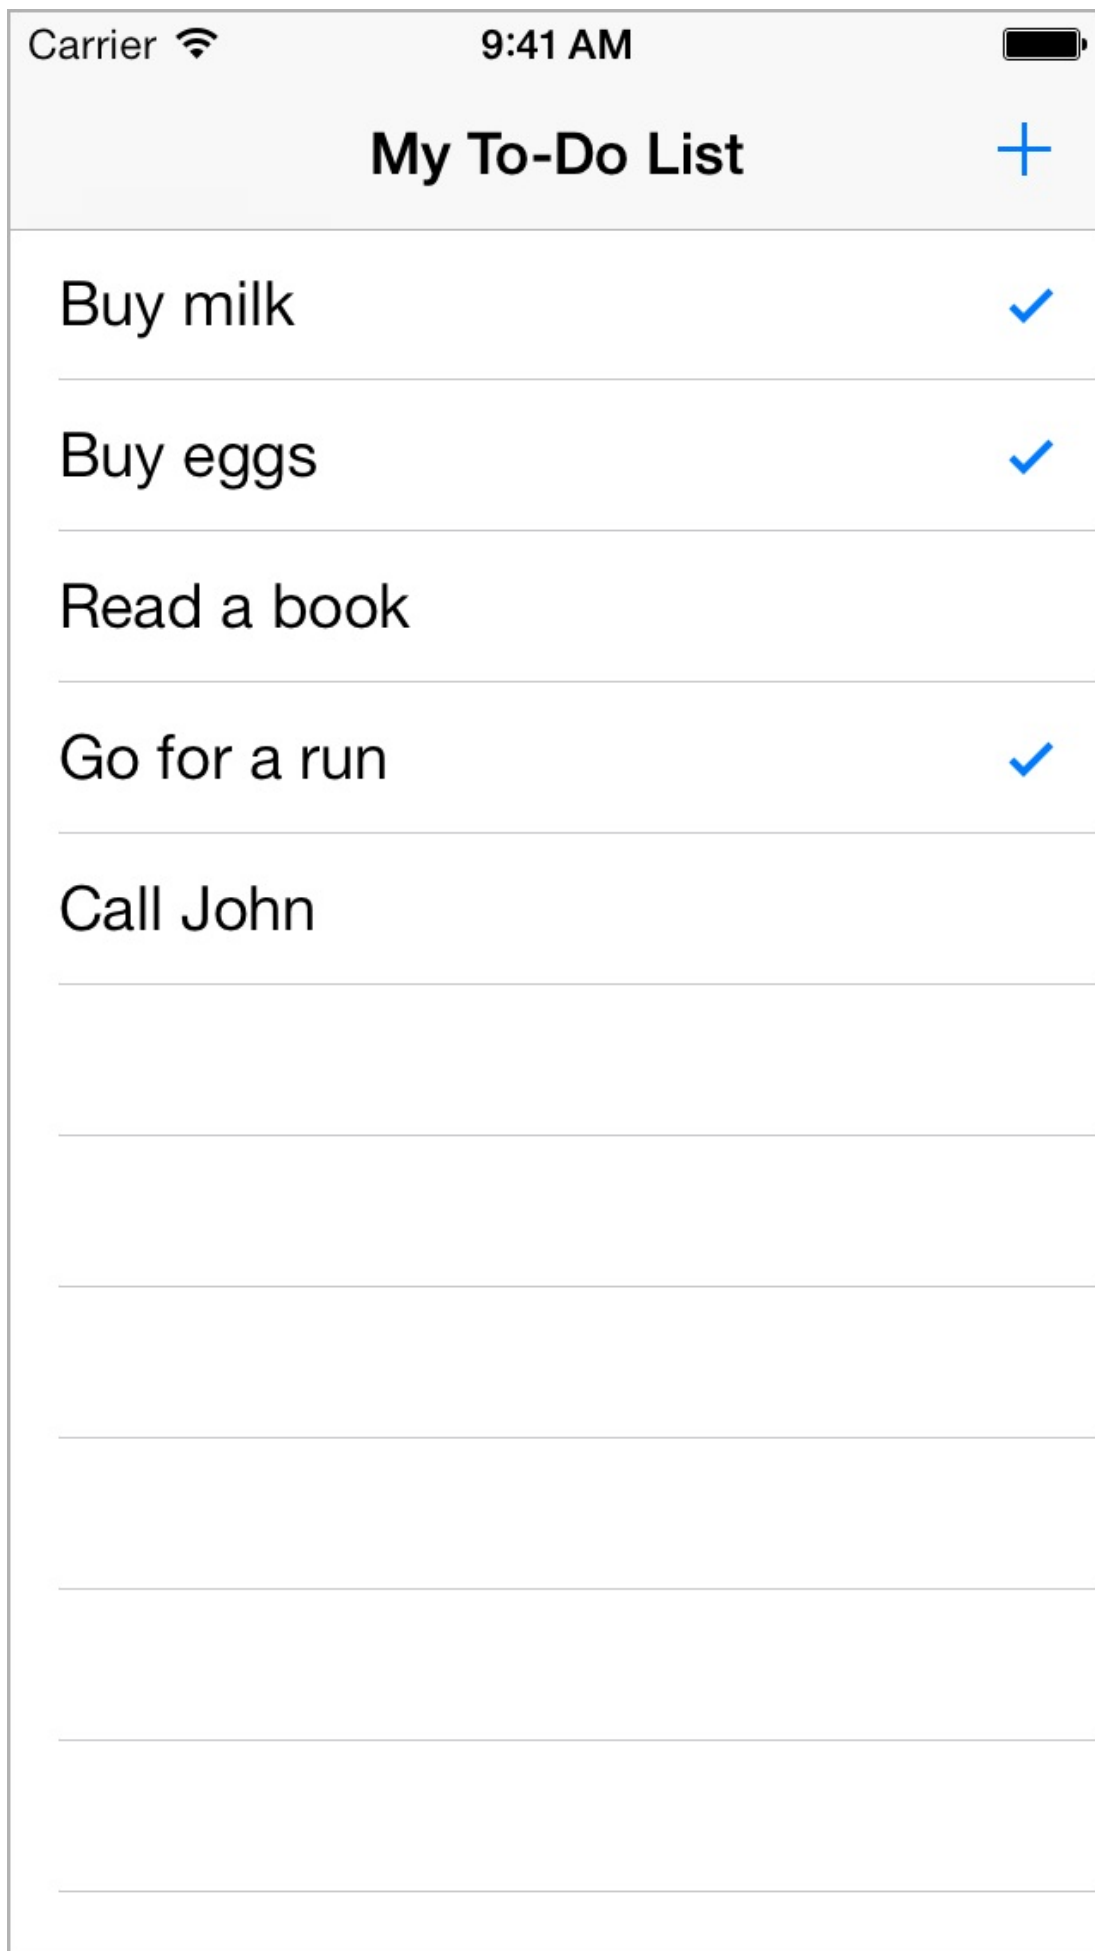 Carrier
9:41 AM
My To-Do List
Buy milk
Buy eggs
Read a book
Go for a run
Call John